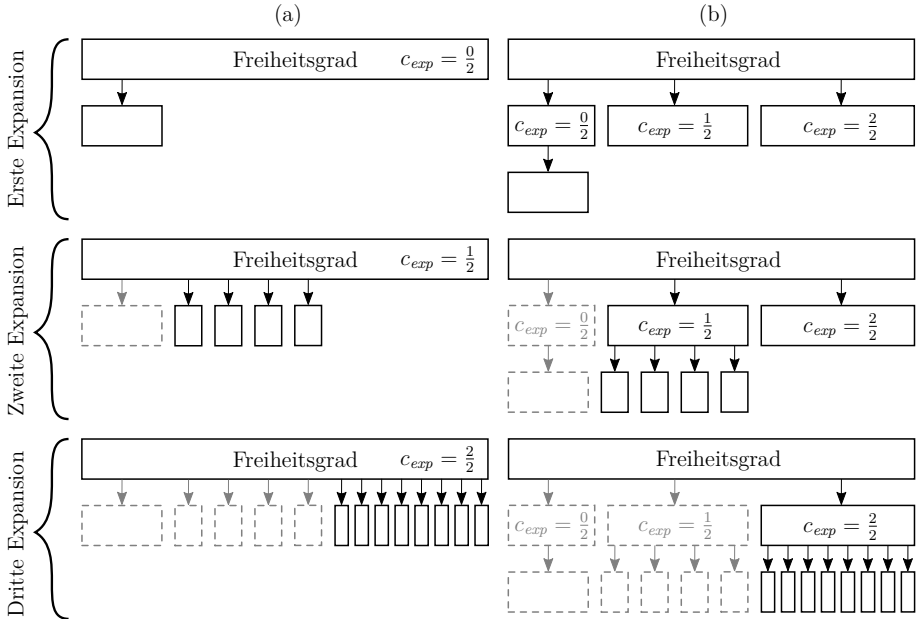 (a)
(b)
Erste Expansion
Freiheitsgrad c_exp = 0/2
Freiheitsgrad
c_exp = 0/2
c_exp = 1/2
c_exp = 2/2
Zweite Expansion
Freiheitsgrad c_exp = 1/2
Freiheitsgrad
c_exp = 0/2
c_exp = 1/2
c_exp = 2/2
Dritte Expansion
Freiheitsgrad c_exp = 2/2
Freiheitsgrad
c_exp = 0/2
c_exp = 1/2
c_exp = 2/2